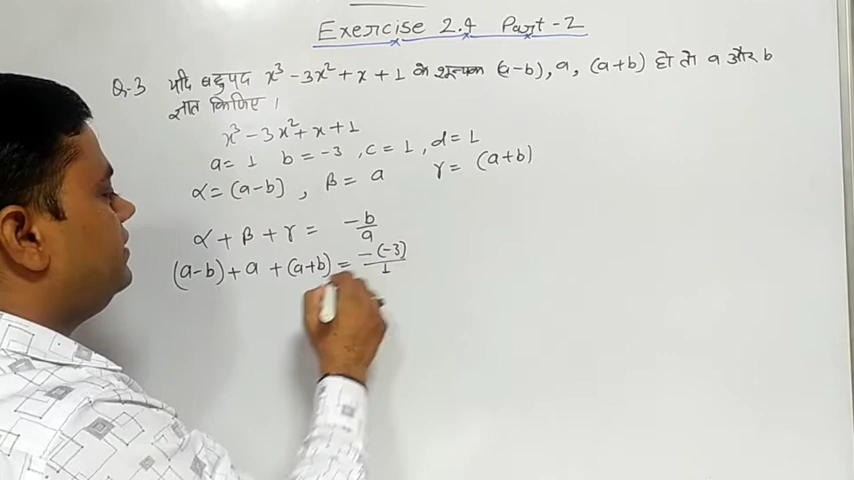 Exercise 2.4 Part-2
Q-3 यदि बहुपद x³ - 3x² + x + 1 के शून्यक (a-b), a, (a+b) हो तो a और b
ज्ञात किजिए ।
x³ - 3x² + x + 1
a = 1 b = -3 , c = 1 , d = 1
α = (a-b) , β = a γ = (a+b)
α + β + γ = -b/a
(a-b) + a + (a+b) = -(-3)/1